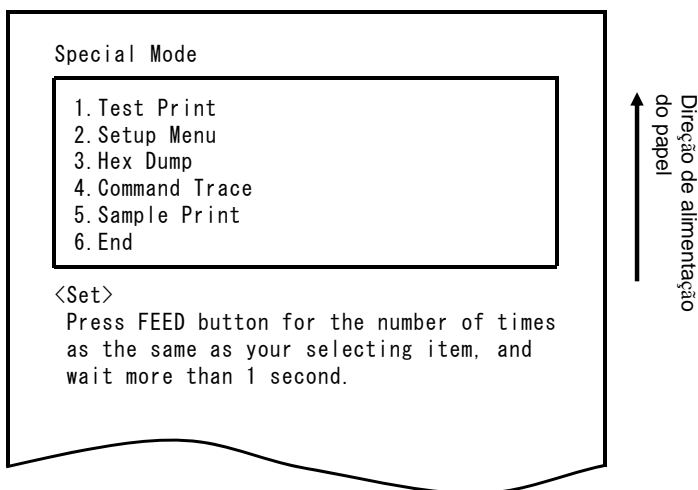 Special Mode
1.Test Print
2.Setup Menu
3.Hex Dump
4.Command Trace
5.Sample Print
6.End
<Set>
Press FEED button for the number of times
as the same as your selecting item, and
wait more than 1 second.
Direção de alimentação
do papel